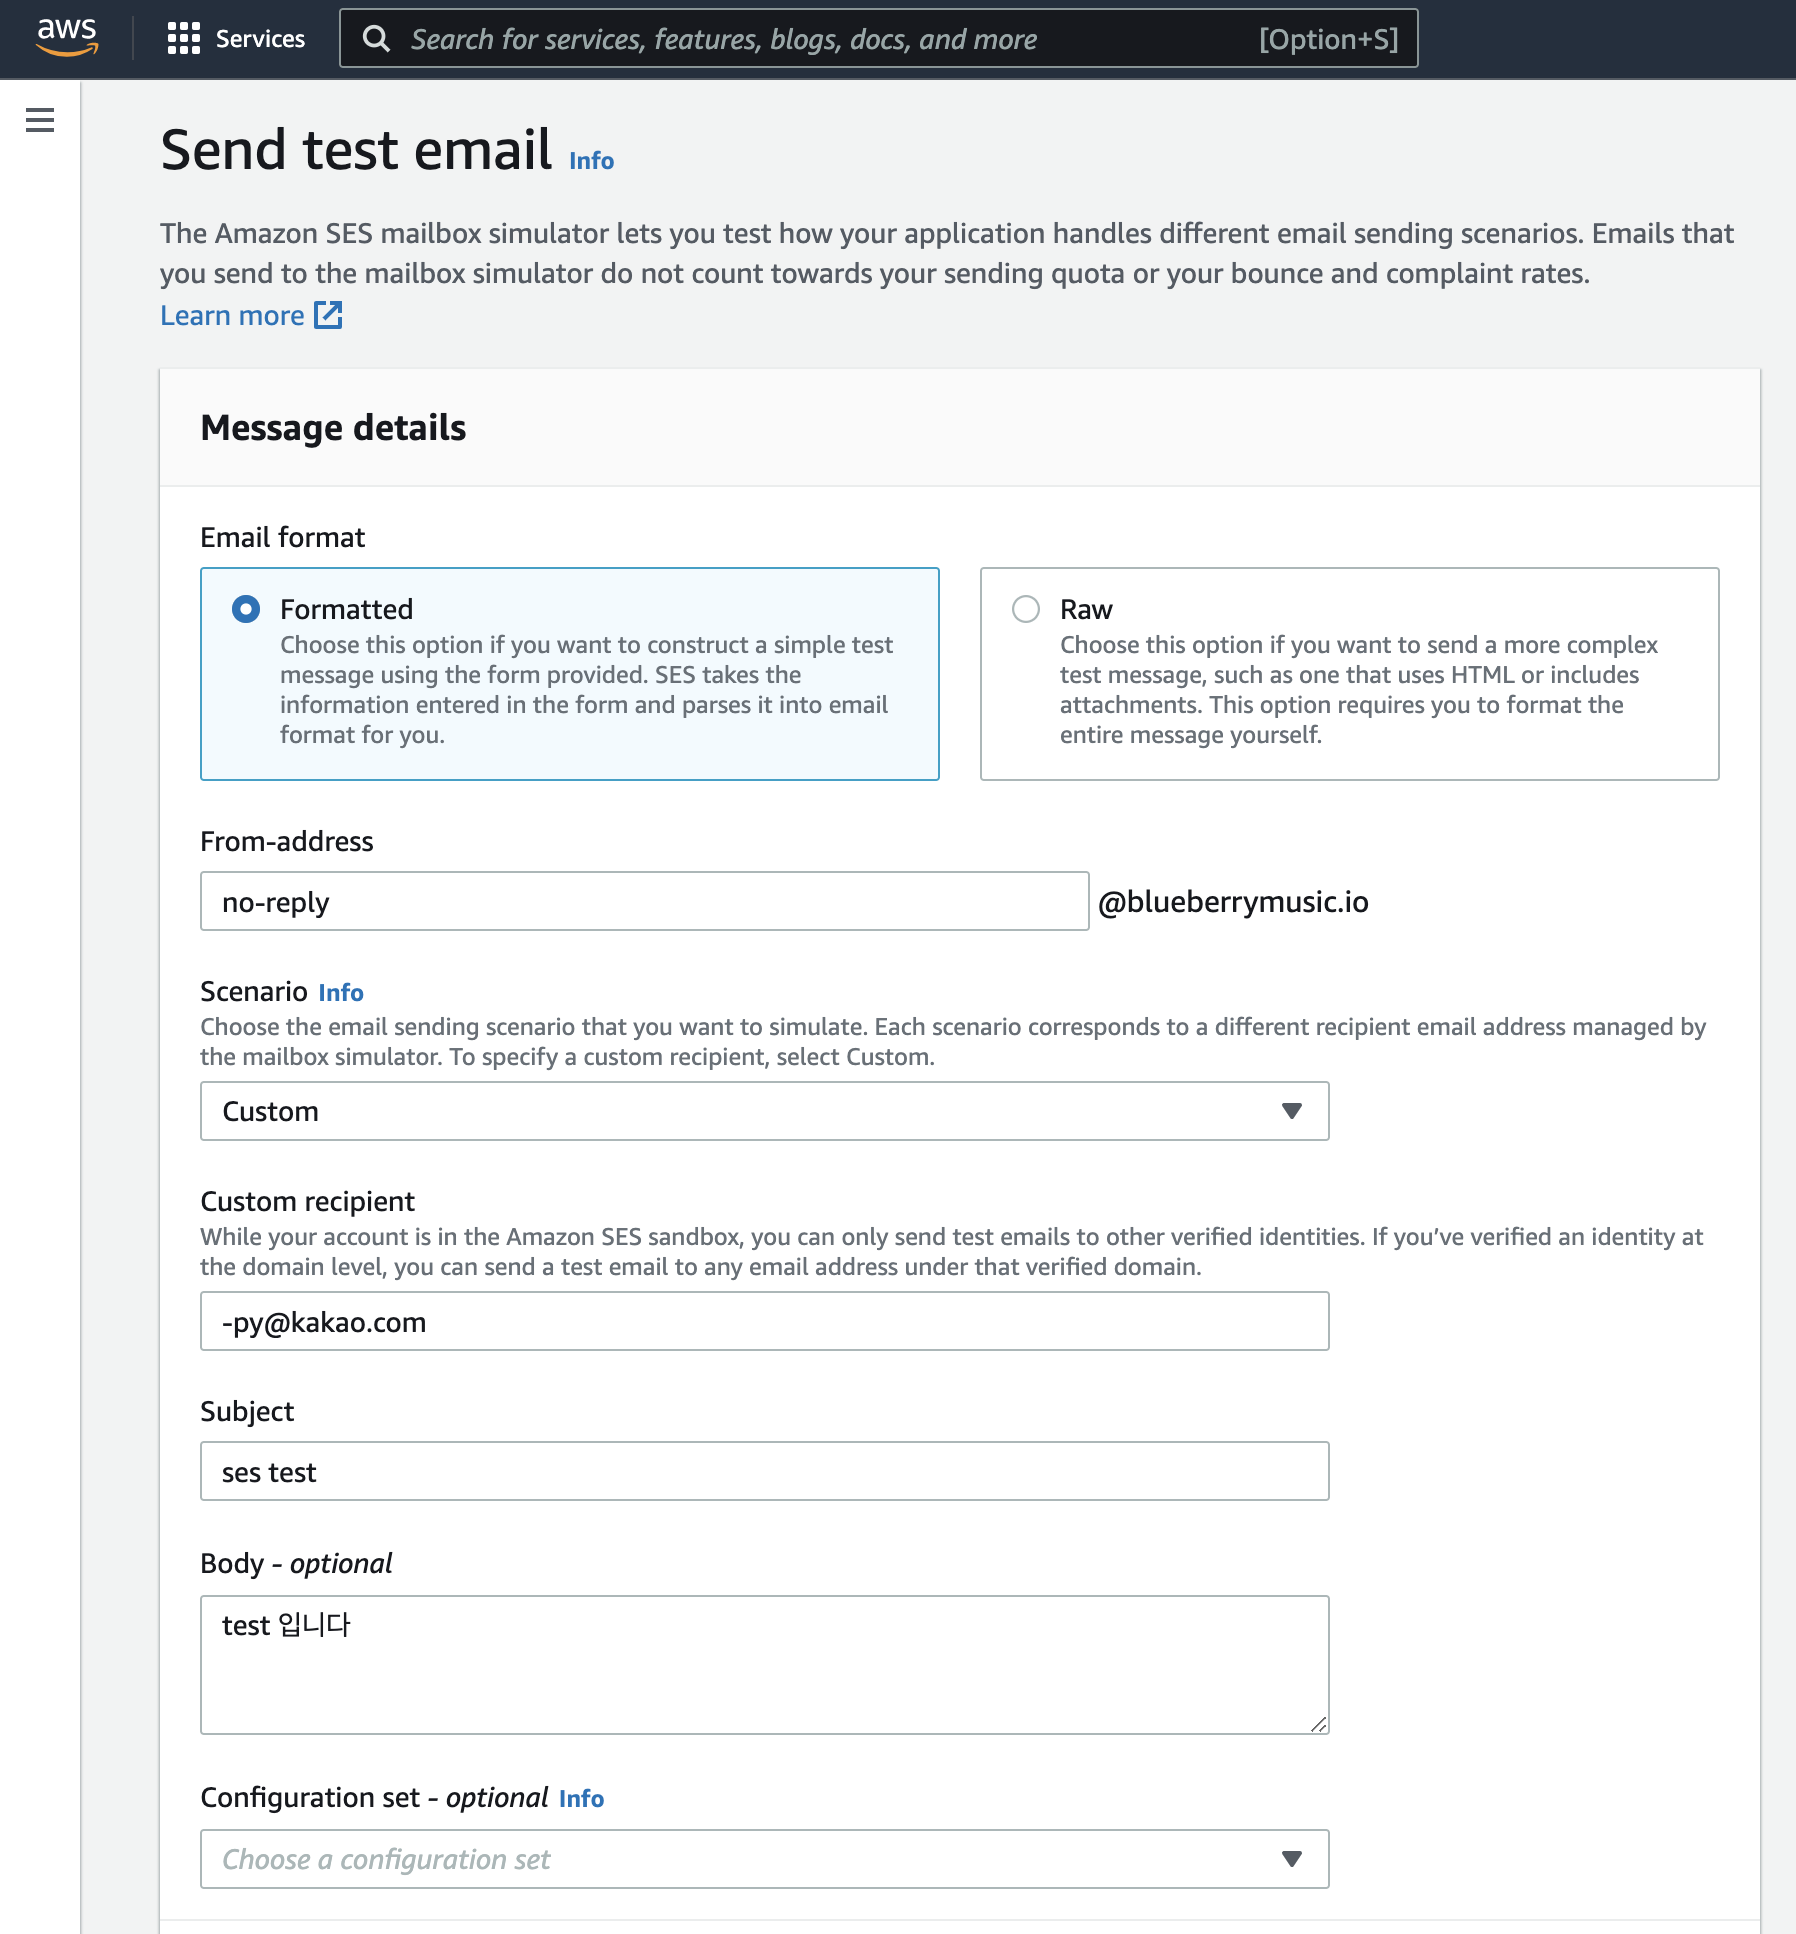 aws
Services
Search for services, features, blogs, docs, and more
[Option+S]
Send test email Info
The Amazon SES mailbox simulator lets you test how your application handles different email sending scenarios. Emails that
you send to the mailbox simulator do not count towards your sending quota or your bounce and complaint rates.
Learn more
Message details
Email format
Formatted
Choose this option if you want to construct a simple test
message using the form provided. SES takes the
information entered in the form and parses it into email
format for you.
Raw
Choose this option if you want to send a more complex
test message, such as one that uses HTML or includes
attachments. This option requires you to format the
entire message yourself.
From-address
no-reply
@blueberrymusic.io
Scenario Info
Choose the email sending scenario that you want to simulate. Each scenario corresponds to a different recipient email address managed by
the mailbox simulator. To specify a custom recipient, select Custom.
Custom
Custom recipient
While your account is in the Amazon SES sandbox, you can only send test emails to other verified identities. If you’ve verified an identity at
the domain level, you can send a test email to any email address under that verified domain.
-py@kakao.com
Subject
ses test
Body - optional
test 입니다
Configuration set - optional Info
Choose a configuration set